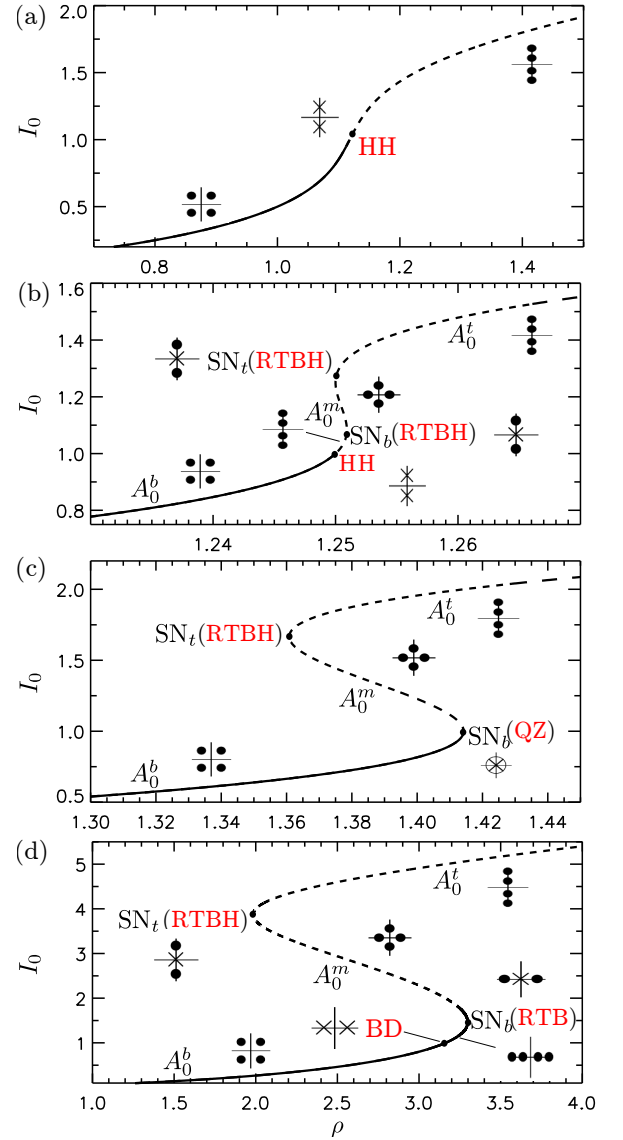 (a)
2.0
1.5
1.0
0.5
I₀
HH
0.8 1.0 1.2 1.4
(b)
1.6
1.4
1.2
1.0
0.8
I₀
A₀ᵗ
SNₜ(RTBH)
A₀ᵐ
SN_b(RTBH)
HH
A₀ᵇ
1.24 1.25 1.26
(c)
2.0
1.5
1.0
0.5
I₀
A₀ᵗ
SNₜ(RTBH)
A₀ᵐ
SN_b(QZ)
A₀ᵇ
1.30 1.32 1.34 1.36 1.38 1.40 1.42 1.44
(d)
5
4
3
2
1
I₀
A₀ᵗ
SNₜ(RTBH)
A₀ᵐ
BD
SN_b(RTB)
A₀ᵇ
1.0 1.5 2.0 2.5 3.0 3.5 4.0
ρ